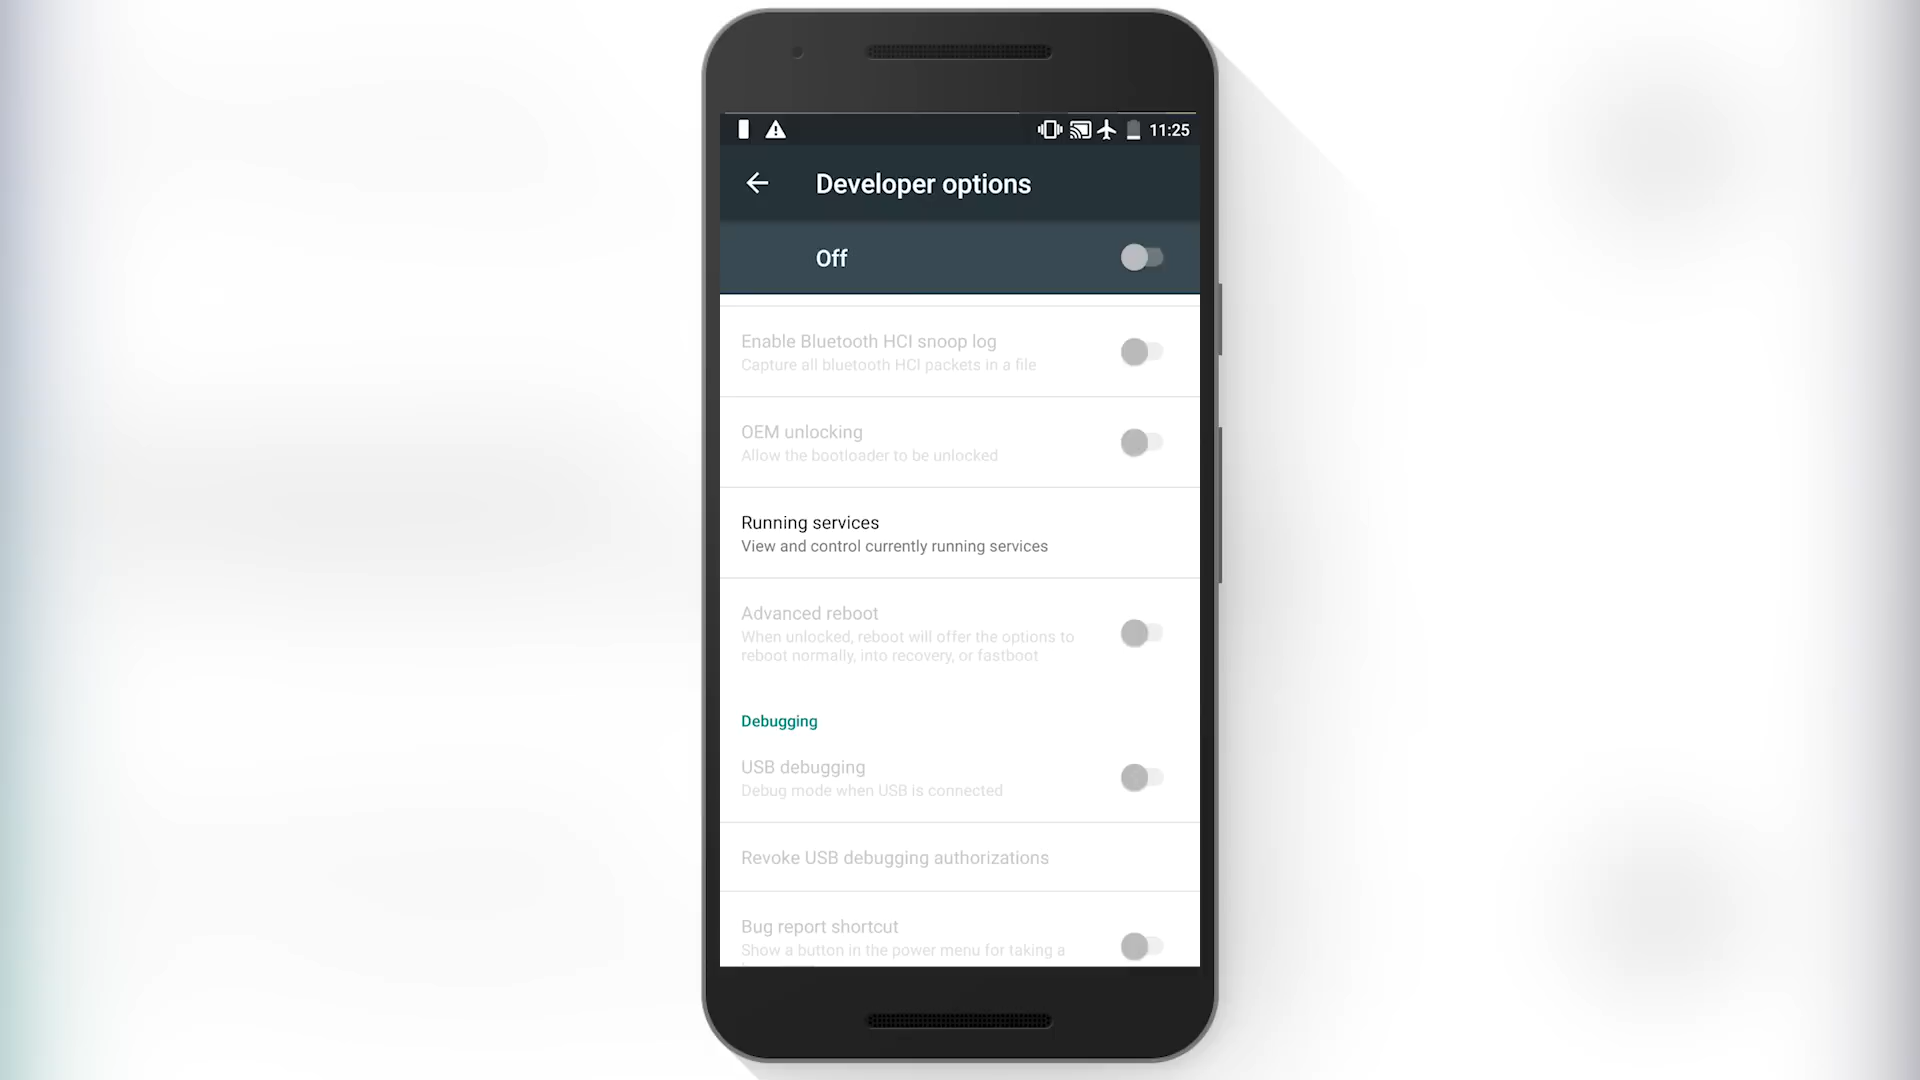 11:25
Developer options
Off
Enable Bluetooth HCI snoop log
Capture all bluetooth HCI packets in a file
OEM unlocking
Allow the bootloader to be unlocked
Running services
View and control currently running services
Advanced reboot
When unlocked, reboot will offer the options to
reboot normally, into recovery, or fastboot
Debugging
USB debugging
Debug mode when USB is connected
Revoke USB debugging authorizations
Bug report shortcut
Show a button in the power menu for taking a